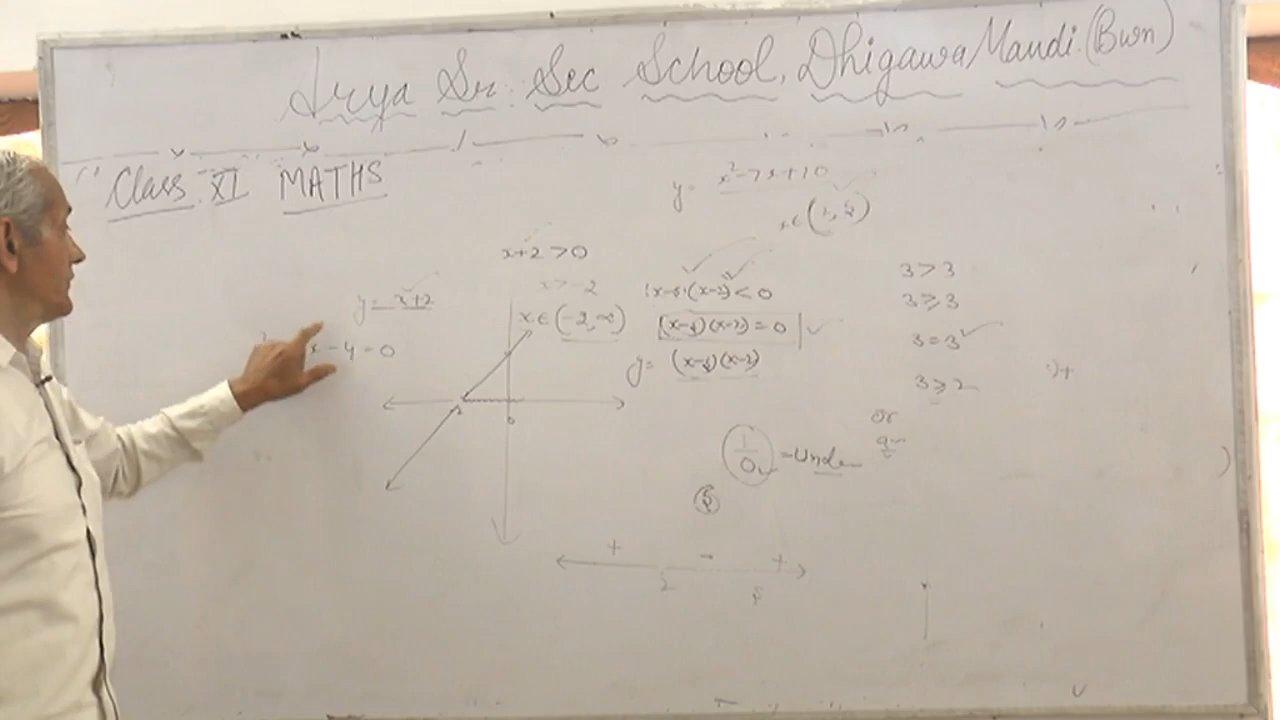 Arya Sr. Sec School, Dhigawa Mandi (Bwn)
Class XI MATHS
y = x²-7x+10
x∈(2, 5)
x+2 >0
x > -2
x∈(-2, ∞)
y = x+2
x-4=0
(x-5)(x-2) < 0
(x-5)(x-2) = 0
y = (x-5)(x-2)
3 > 3
3 ≥ 3
3 = 3
3 ≥ 2
or
1/0 = Unde
5
+ - +
2 5